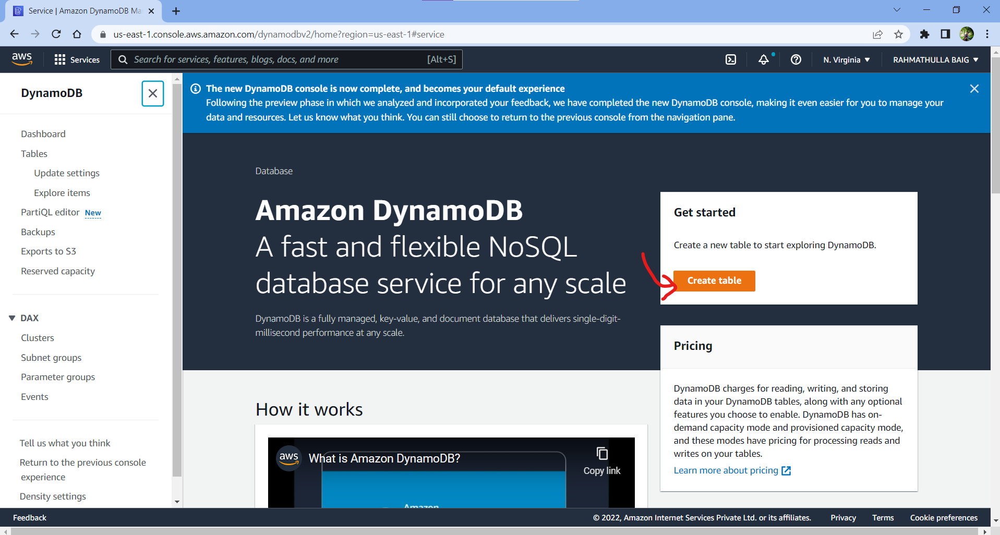 Service | Amazon DynamoDB Ma
us-east-1.console.aws.amazon.com/dynamodbv2/home?region=us-east-1#service
aws
Services
Search for services, features, blogs, docs, and more
[Alt+S]
N. Virginia
RAHMATHULLA BAIG
DynamoDB
Dashboard
Tables
Update settings
Explore items
PartiQL editor New
Backups
Exports to S3
Reserved capacity
DAX
Clusters
Subnet groups
Parameter groups
Events
Tell us what you think
Return to the previous console
experience
Density settings
The new DynamoDB console is now complete, and becomes your default experience
Following the preview phase in which we analyzed and incorporated your feedback, we have completed the new DynamoDB console, making it even easier for you to manage your
data and resources. Let us know what you think. You can still choose to return to the previous console from the navigation pane.
Database
Amazon DynamoDB
A fast and flexible NoSQL
database service for any scale
DynamoDB is a fully managed, key-value, and document database that delivers single-digit-
millisecond performance at any scale.
Get started
Create a new table to start exploring DynamoDB.
Create table
Pricing
DynamoDB charges for reading, writing, and storing
data in your DynamoDB tables, along with any optional
features you choose to enable. DynamoDB has on-
demand capacity mode and provisioned capacity mode,
and these modes have pricing for processing reads and
writes on your tables.
Learn more about pricing
How it works
aws
What is Amazon DynamoDB?
Copy link
Amazon
Feedback
© 2022, Amazon Internet Services Private Ltd. or its affiliates.
Privacy
Terms
Cookie preferences